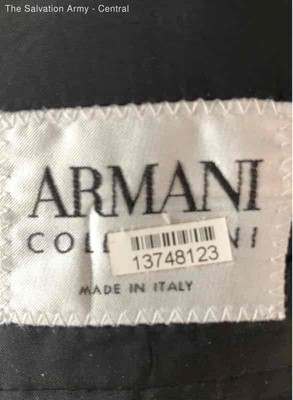 The Salvation Army - Central
ARMANI
13748123
MADE IN ITALY